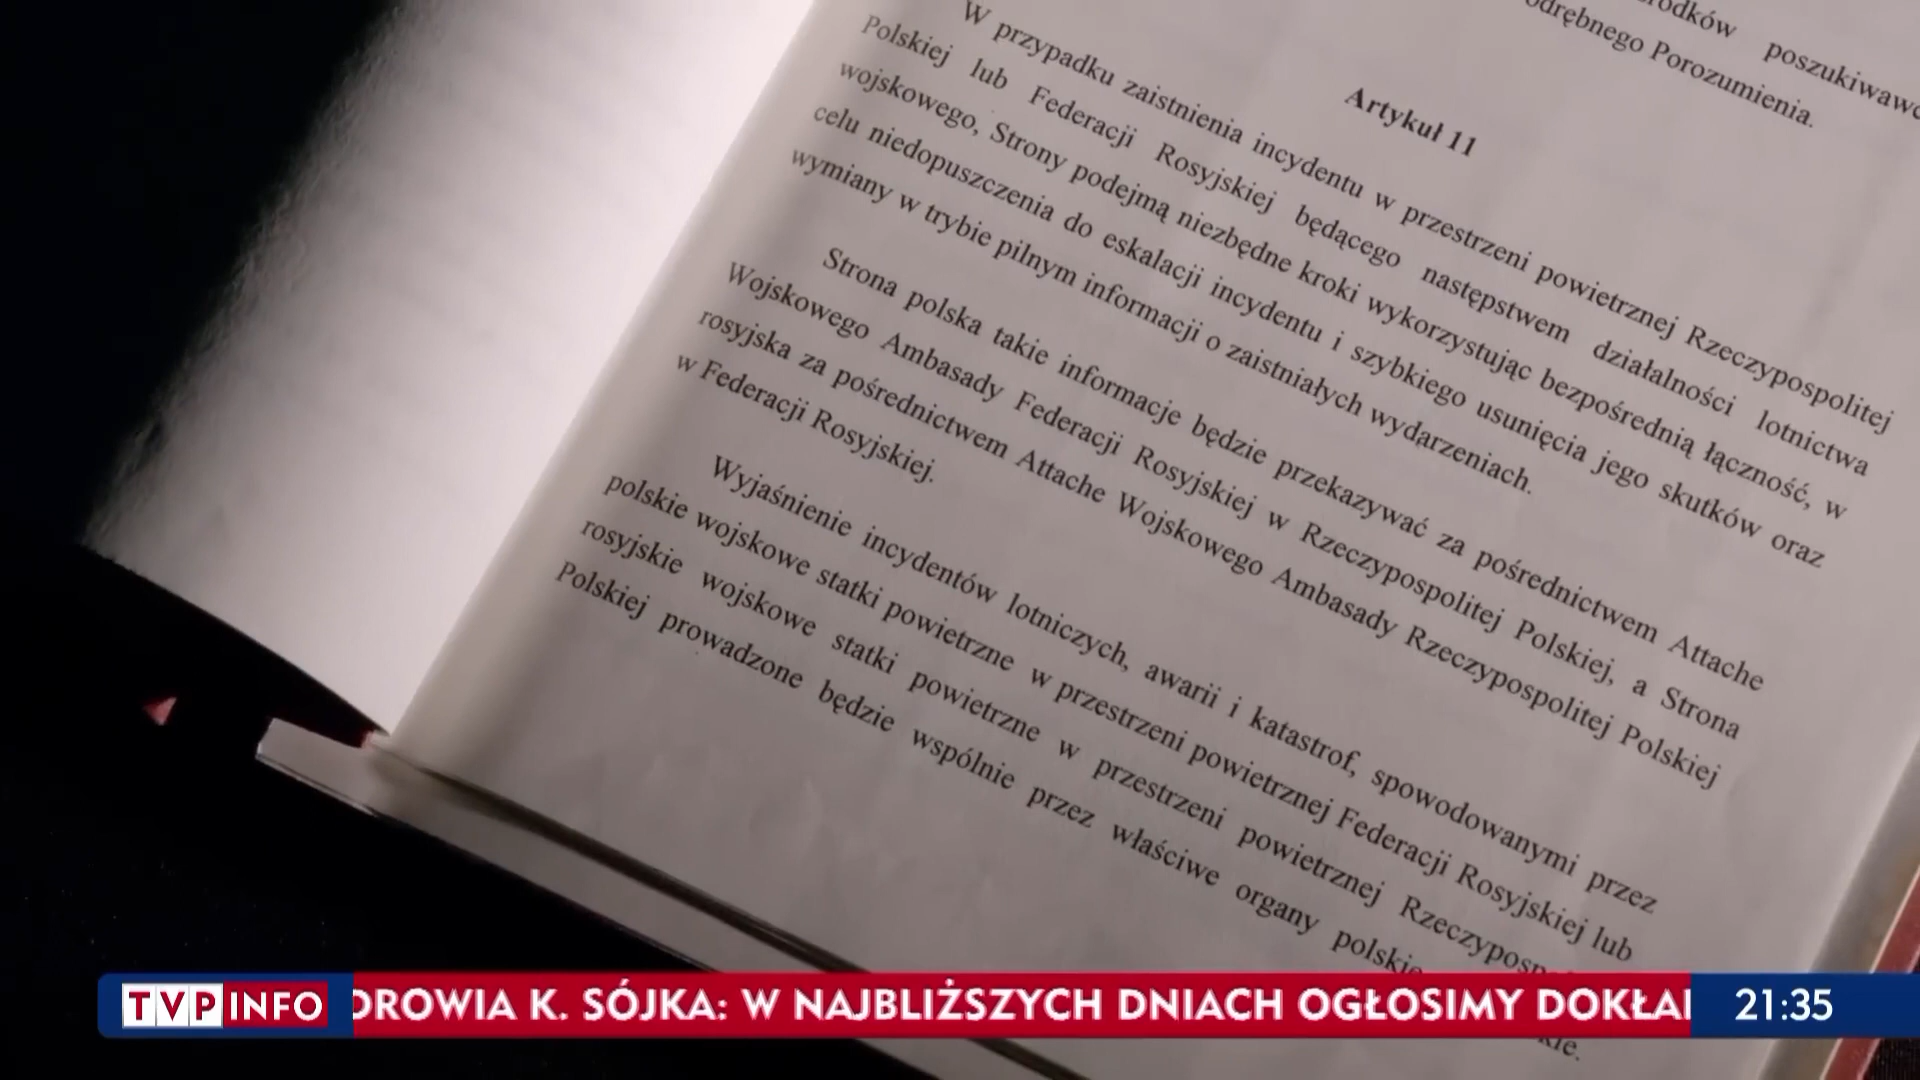 środków poszukiwawc
odrębnego Porozumienia.
Artykuł 11
W przypadku zaistnienia incydentu w przestrzeni powietrznej Rzeczypospolitej
Polskiej lub Federacji Rosyjskiej będącego następstwem działalności lotnictwa
wojskowego, Strony podejmą niezbędne kroki wykorzystując bezpośrednią łączność, w
celu niedopuszczenia do eskalacji incydentu i szybkiego usunięcia jego skutków oraz
wymiany w trybie pilnym informacji o zaistniałych wydarzeniach.
Strona polska takie informacje będzie przekazywać za pośrednictwem Attache
Wojskowego Ambasady Federacji Rosyjskiej w Rzeczypospolitej Polskiej, a Strona
rosyjska za pośrednictwem Attache Wojskowego Ambasady Rzeczypospolitej Polskiej
w Federacji Rosyjskiej.
Wyjaśnienie incydentów lotniczych, awarii i katastrof, spowodowanymi przez
polskie wojskowe statki powietrzne w przestrzeni powietrznej Federacji Rosyjskiej lub
rosyjskie wojskowe statki powietrzne w przestrzeni powietrznej Rzeczyposp
Polskiej prowadzone będzie wspólnie przez właściwe organy polskie
kie.
TVP INFO
DROWIA K. SÓJKA: W NAJBLIŻSZYCH DNIACH OGŁOSIMY DOKŁA
21:35